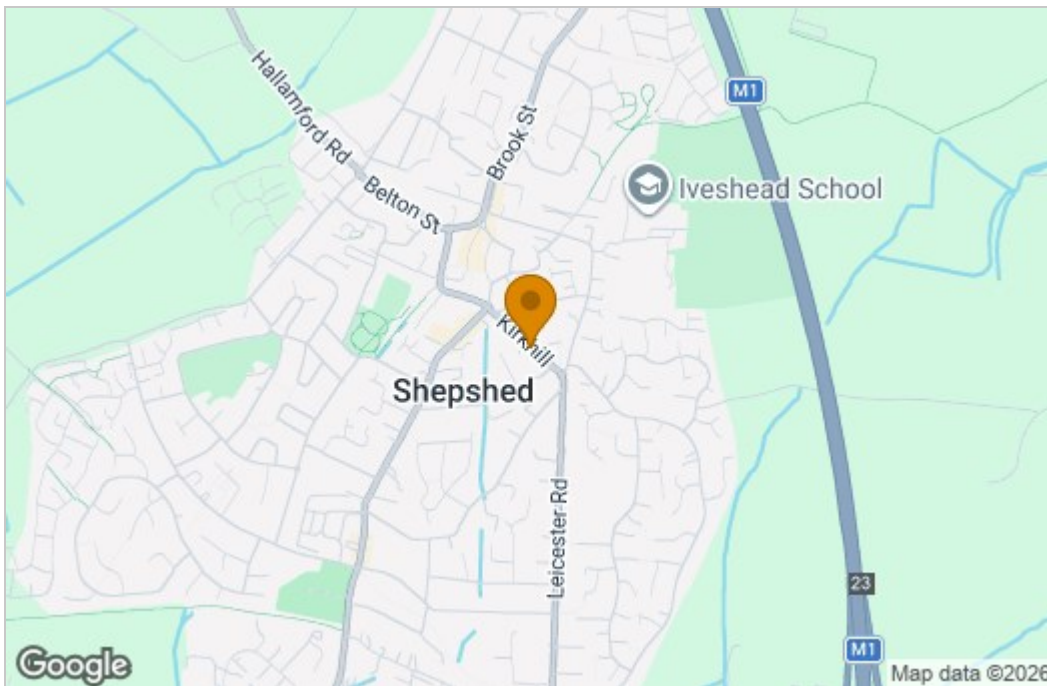 M1
Hallamford Rd
Brook St
Iveshead School
Belton St
Kirkhill
Shepshed
Leicester Rd
23
M1
Google
Map data ©2026